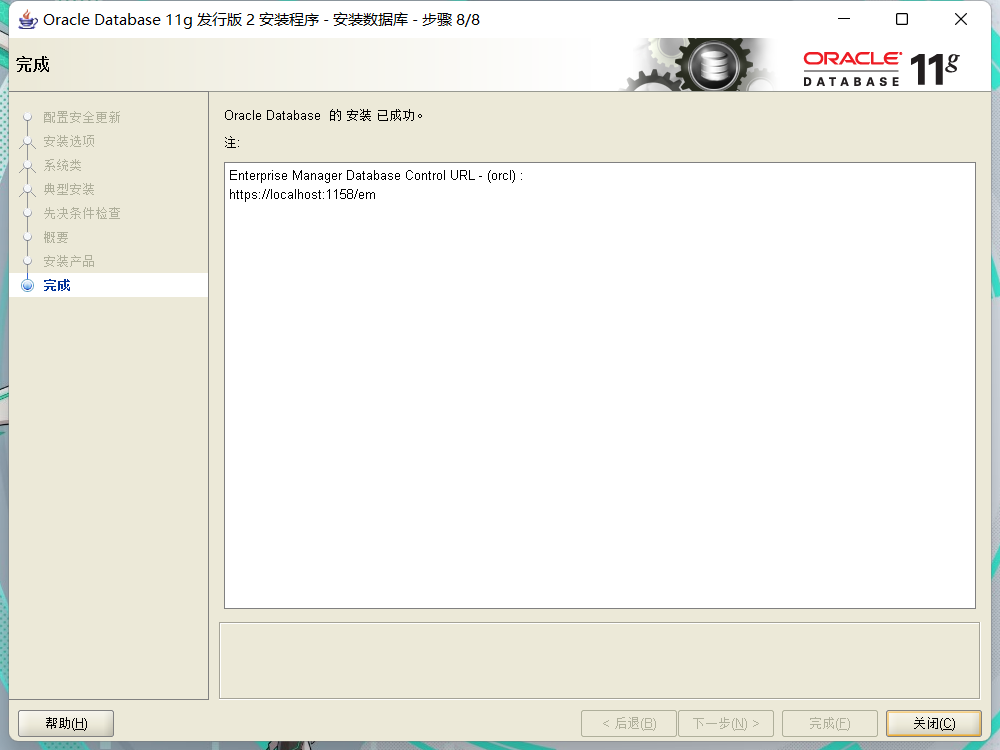 Oracle Database 11g 发行版 2 安装程序 - 安装数据库 - 步骤 8/8
完成
ORACLE
DATABASE
11g
配置安全更新
安装选项
系统类
典型安装
先决条件检查
概要
安装产品
完成
Oracle Database 的 安装 已成功。
注:
Enterprise Manager Database Control URL - (orcl) :
https://localhost:1158/em
帮助(H)
< 后退(B)
下一步(N) >
完成(F)
关闭(C)